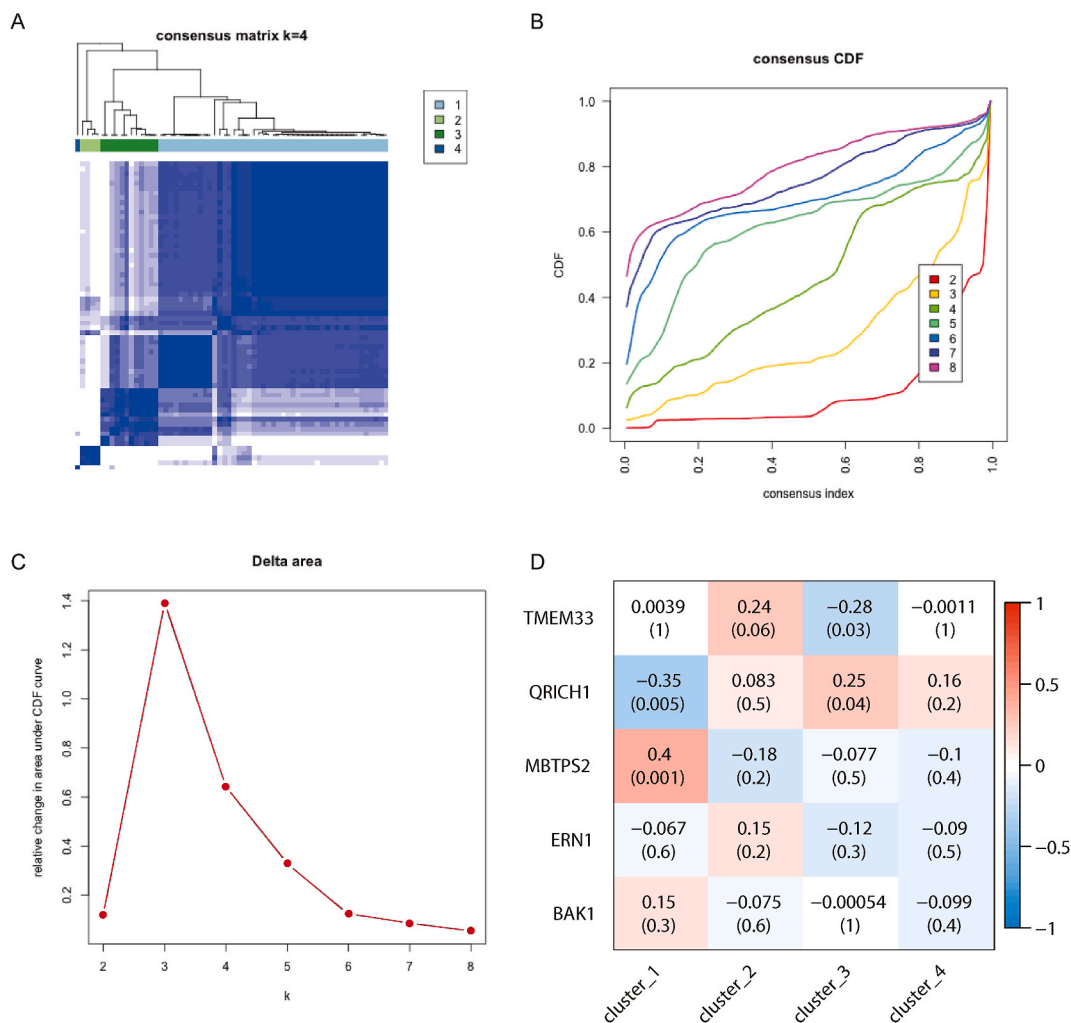 A
consensus matrix k=4
1
2
3
4
B
consensus CDF
1.0
0.8
0.6
0.4
0.2
0.0
CDF
2
3
4
5
6
7
8
0.0
0.2
0.4
0.6
0.8
1.0
consensus index
C
Delta area
1.4
1.2
1.0
0.8
0.6
0.4
0.2
relative change in area under CDF curve
2 3 4 5 6 7 8
k
D
TMEM33
0.0039 0.24 −0.28 −0.0011
(1) (0.06) (0.03) (1)
QRICH1
−0.35 0.083 0.25 0.16
(0.005) (0.5) (0.04) (0.2)
MBTPS2
0.4 −0.18 −0.077 −0.1
(0.001) (0.2) (0.5) (0.4)
ERN1
−0.067 0.15 −0.12 −0.09
(0.6) (0.2) (0.3) (0.5)
BAK1
0.15 −0.075 −0.00054 −0.099
(0.3) (0.6) (1) (0.4)
cluster_1
cluster_2
cluster_3
cluster_4
1
0.5
0
−0.5
−1